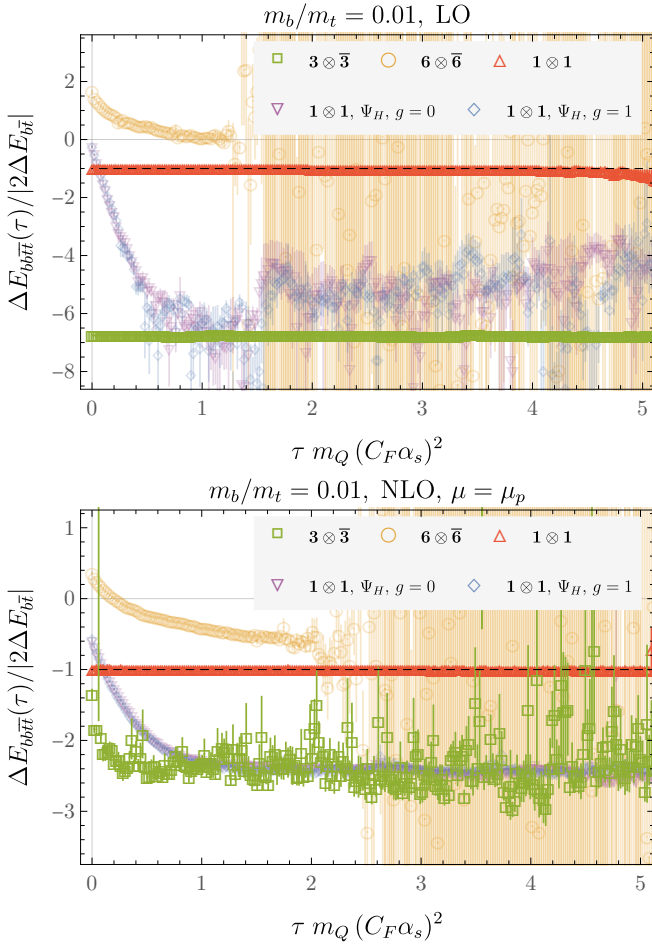 m_b/m_t = 0.01, LO
3 ⊗ 3̅ 6 ⊗ 6̅ 1 ⊗ 1
1 ⊗ 1, Ψ_H, g = 0 1 ⊗ 1, Ψ_H, g = 1
ΔE_{bbt̅t̅}(τ)/|2ΔE_{bt̅}|
2
0
−2
−4
−6
−8
0 1 2 3 4 5
τ m_Q (C_F α_s)^2
m_b/m_t = 0.01, NLO, μ = μ_p
3 ⊗ 3̅ 6 ⊗ 6̅ 1 ⊗ 1
1 ⊗ 1, Ψ_H, g = 0 1 ⊗ 1, Ψ_H, g = 1
ΔE_{bbt̅t̅}(τ)/|2ΔE_{bt̅}|
1
0
−1
−2
−3
0 1 2 3 4 5
τ m_Q (C_F α_s)^2